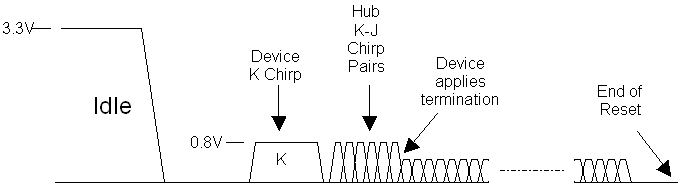 3.3V
Idle
0.8V
Device
K Chirp
K
Hub
K-J
Chirp
Pairs
Device
applies
termination
End of
Reset